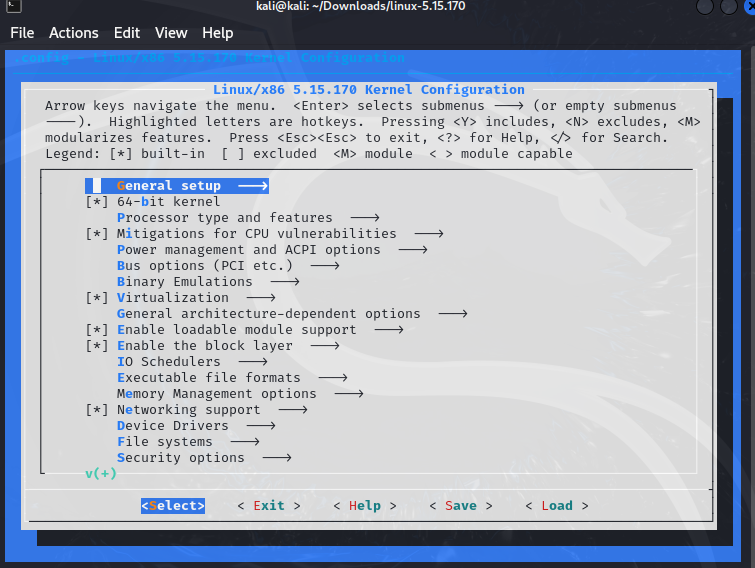 kali@kali: ~/Downloads/linux-5.15.170
File Actions Edit View Help
.config - Linux/x86 5.15.170 Kernel Configuration
Linux/x86 5.15.170 Kernel Configuration
Arrow keys navigate the menu. <Enter> selects submenus ---> (or empty submenus
----). Highlighted letters are hotkeys. Pressing <Y> includes, <N> excludes, <M>
modularizes features. Press <Esc><Esc> to exit, <?> for Help, </> for Search.
Legend: [*] built-in [ ] excluded <M> module < > module capable
General setup --->
[*] 64-bit kernel
Processor type and features --->
[*] Mitigations for CPU vulnerabilities --->
Power management and ACPI options --->
Bus options (PCI etc.) --->
Binary Emulations --->
[*] Virtualization --->
General architecture-dependent options --->
[*] Enable loadable module support --->
[*] Enable the block layer --->
IO Schedulers --->
Executable file formats --->
Memory Management options --->
[*] Networking support --->
Device Drivers --->
File systems --->
Security options --->
v(+)
<Select> < Exit > < Help > < Save > < Load >